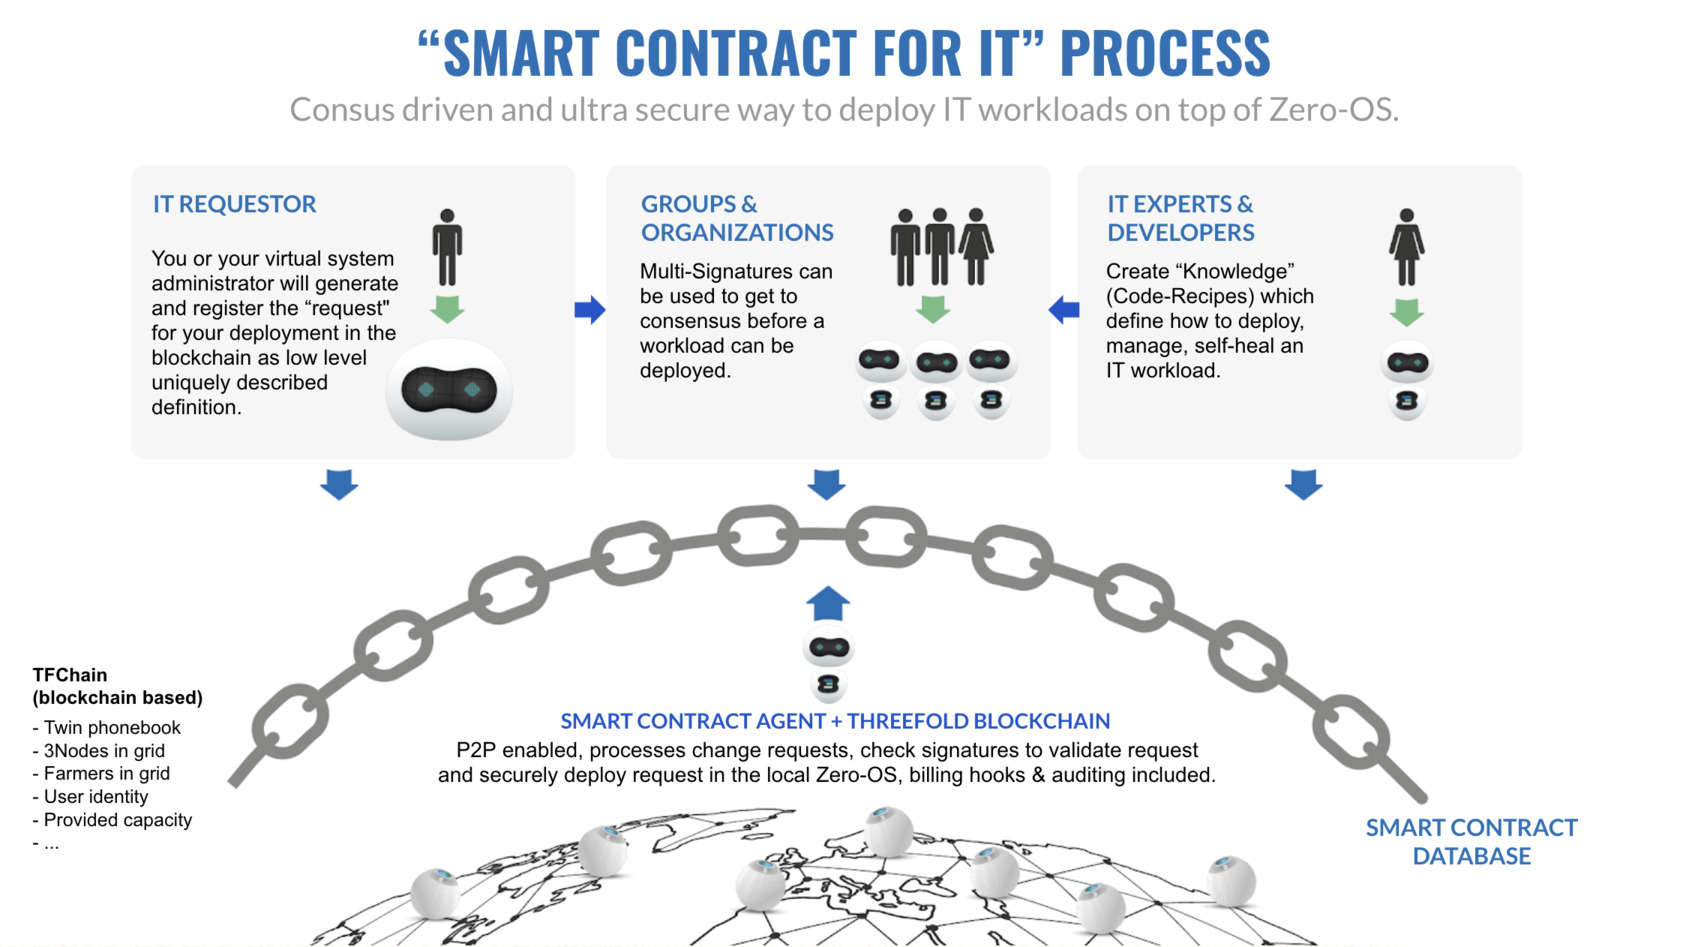 “SMART CONTRACT FOR IT” PROCESS
Consus driven and ultra secure way to deploy IT workloads on top of Zero-OS.
IT REQUESTOR
You or your virtual system
administrator will generate
and register the “request"
for your deployment in the
blockchain as low level
uniquely described
definition.
GROUPS &
ORGANIZATIONS
Multi-Signatures can
be used to get to
consensus before a
workload can be
deployed.
IT EXPERTS &
DEVELOPERS
Create “Knowledge”
(Code-Recipes) which
define how to deploy,
manage, self-heal an
IT workload.
TFChain
(blockchain based)
- Twin phonebook
- 3Nodes in grid
- Farmers in grid
- User identity
- Provided capacity
- ...
SMART CONTRACT AGENT + THREEFOLD BLOCKCHAIN
P2P enabled, processes change requests, check signatures to validate request
and securely deploy request in the local Zero-OS, billing hooks & auditing included.
SMART CONTRACT
DATABASE